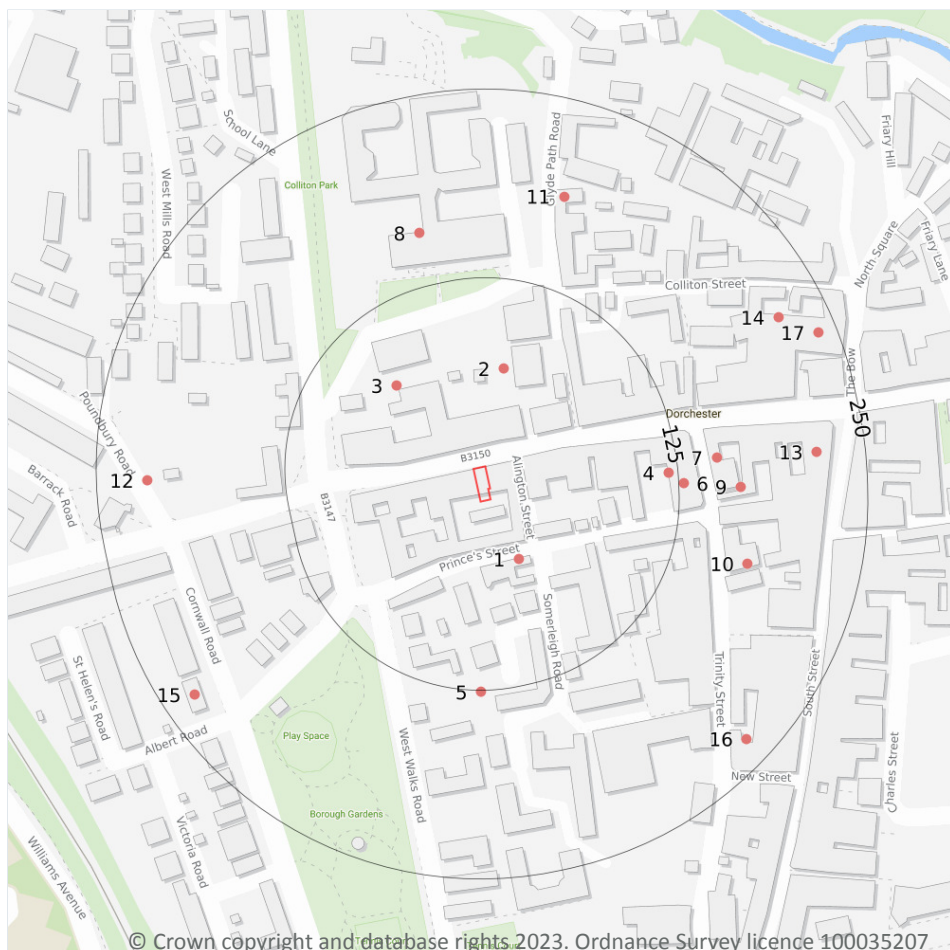 School Lane
Glyde Path Road
Friary Hill
West Mills Road
Colliton Park
11
8
North Square
Friary Lane
Colliton Street
14
17
2
3
The Bow
Poundbury Road
Dorchester
250
125
B3150
7
13
4
6
9
12
Barrack Road
Alington Street
B3147
1
Prince's Street
10
Cornwall Road
Somerleigh Road
St Helen's Road
Trinity Street
South Street
5
15
Albert Road
Play Space
16
West Walks Road
New Street
Charles Street
Borough Gardens
Victoria Road
Williams Avenue
© Crown copyright and database rights 2023. Ordnance Survey licence 100035207